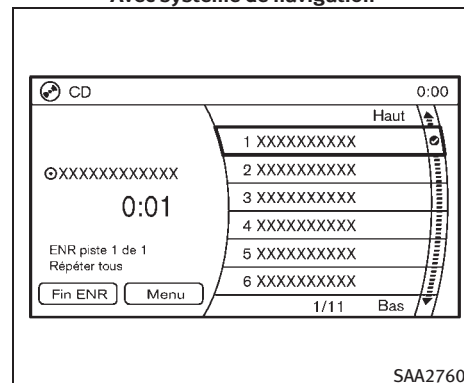 Avec système de navigation
CD 0:00
Haut
1 XXXXXXXXXX
2 XXXXXXXXXX
3 XXXXXXXXXX
4 XXXXXXXXXX
5 XXXXXXXXXX
6 XXXXXXXXXX
1/11 Bas
XXXXXXXXXXXX
0:01
ENR piste 1 de 1
Répéter tous
Fin ENR Menu
SAA2760